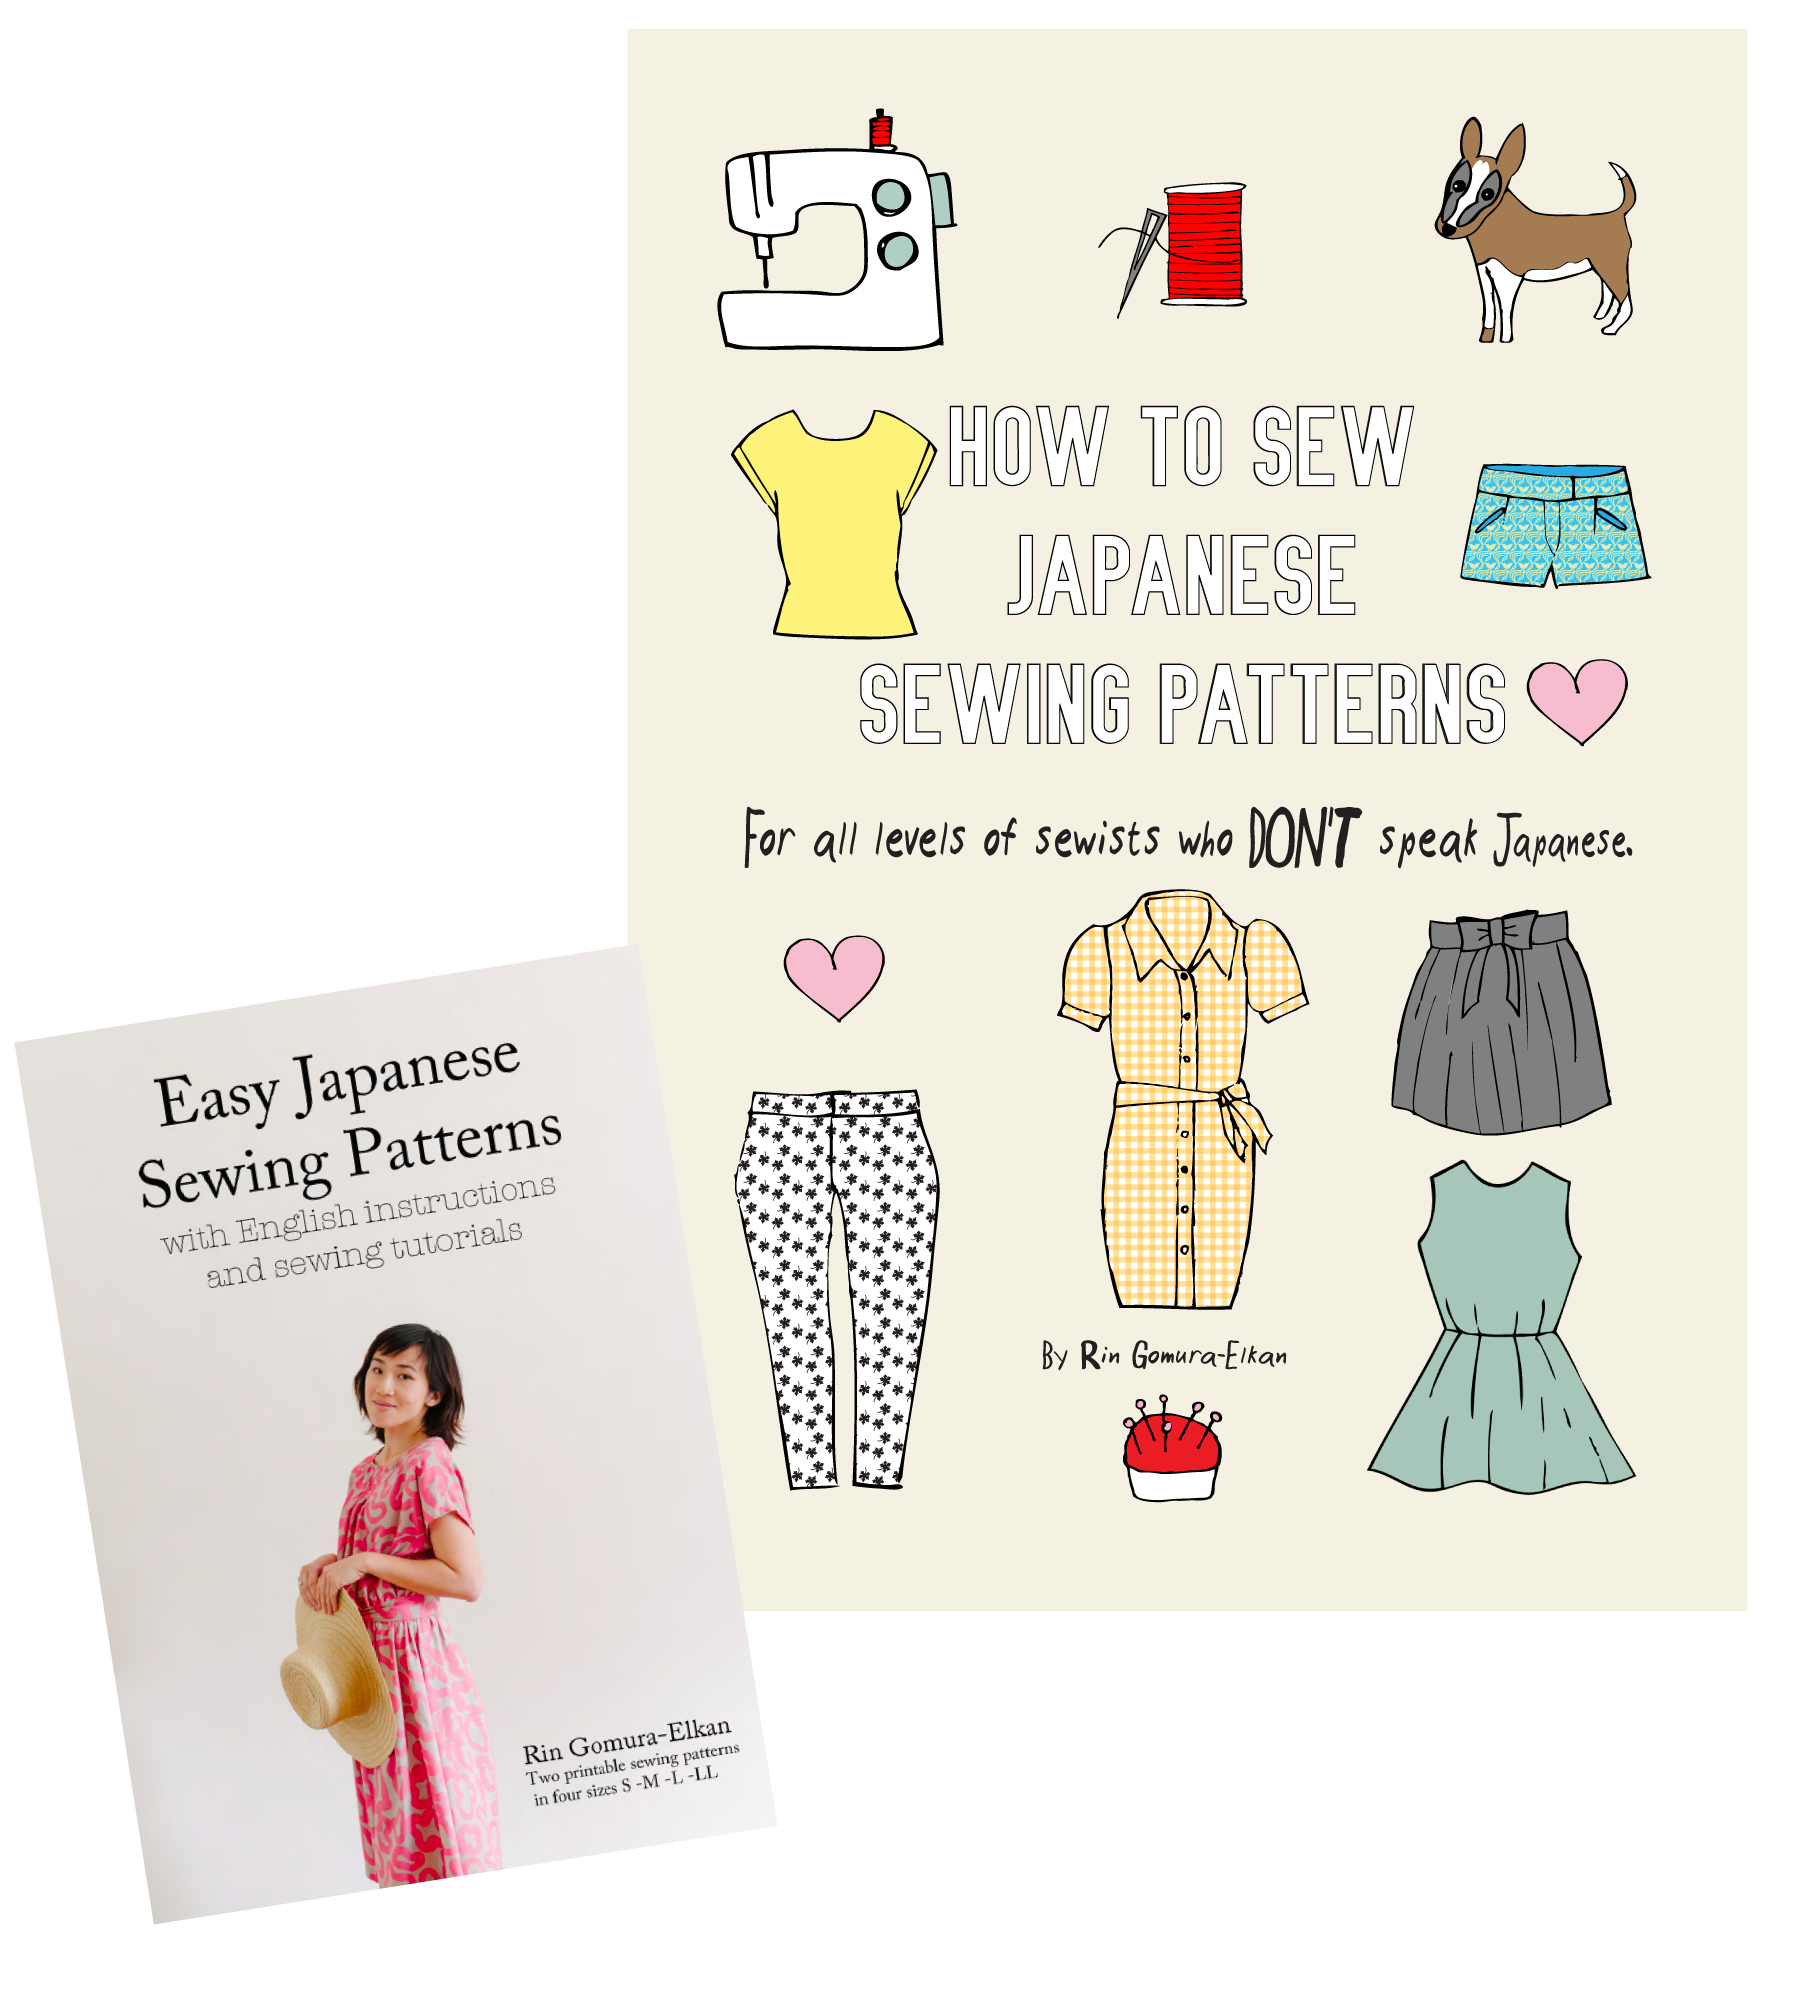 HOW TO SEW
JAPANESE
SEWING PATTERNS
For all levels of sewists who DON'T speak Japanese.
By Rin Gomura-Elkan
Easy Japanese
Sewing Patterns
with English instructions
and sewing tutorials
Rin Gomura-Elkan
Two printable sewing patterns
in four sizes S -M -L -LL